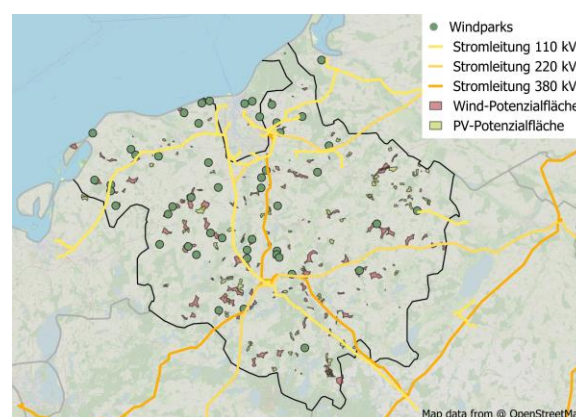 Windparks
Stromleitung 110 kV
Stromleitung 220 kV
Stromleitung 380 kV
Wind-Potenzialfläche
PV-Potenzialfläche
Map data from @ OpenStreetMa